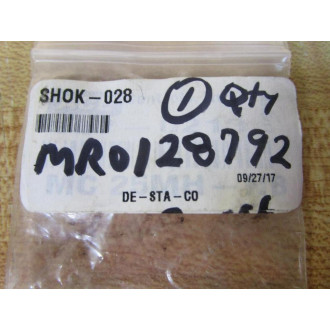 SHOK-028
① Qty
MR0128792
09/27/17
DE-STA-CO